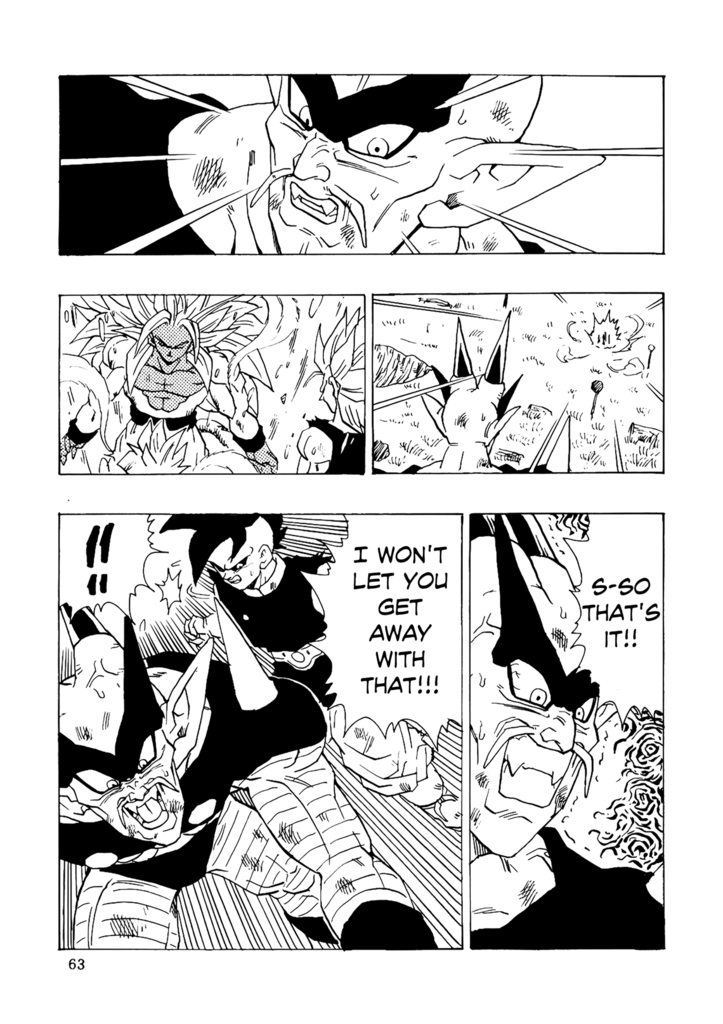 S-SO
THAT'S
IT!!
I WON'T
LET YOU
GET
AWAY
WITH
THAT!!!
!!
63